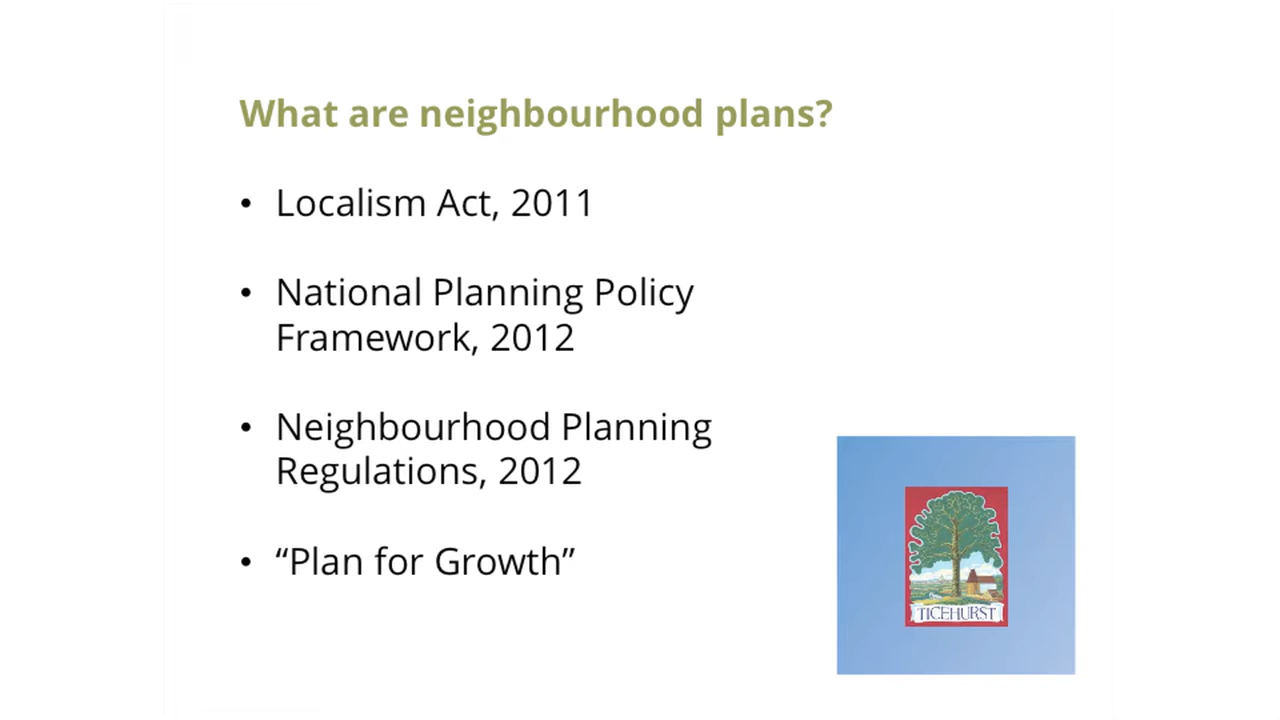 What are neighbourhood plans?
• Localism Act, 2011
• National Planning Policy
Framework, 2012
• Neighbourhood Planning
Regulations, 2012
• “Plan for Growth”
TICEHURST